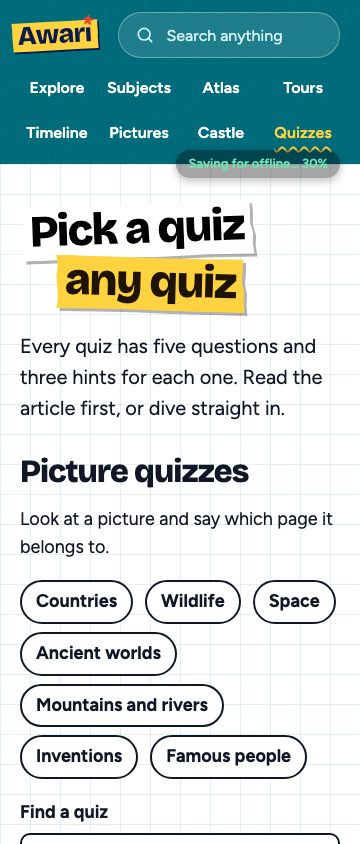 Awari
Search anything
Explore Subjects Atlas Tours
Timeline Pictures Castle Quizzes
Saving for offline... 30%
Pick a quiz
any quiz
Every quiz has five questions and
three hints for each one. Read the
article first, or dive straight in.
Picture quizzes
Look at a picture and say which page it
belongs to.
Countries Wildlife Space
Ancient worlds
Mountains and rivers
Inventions Famous people
Find a quiz